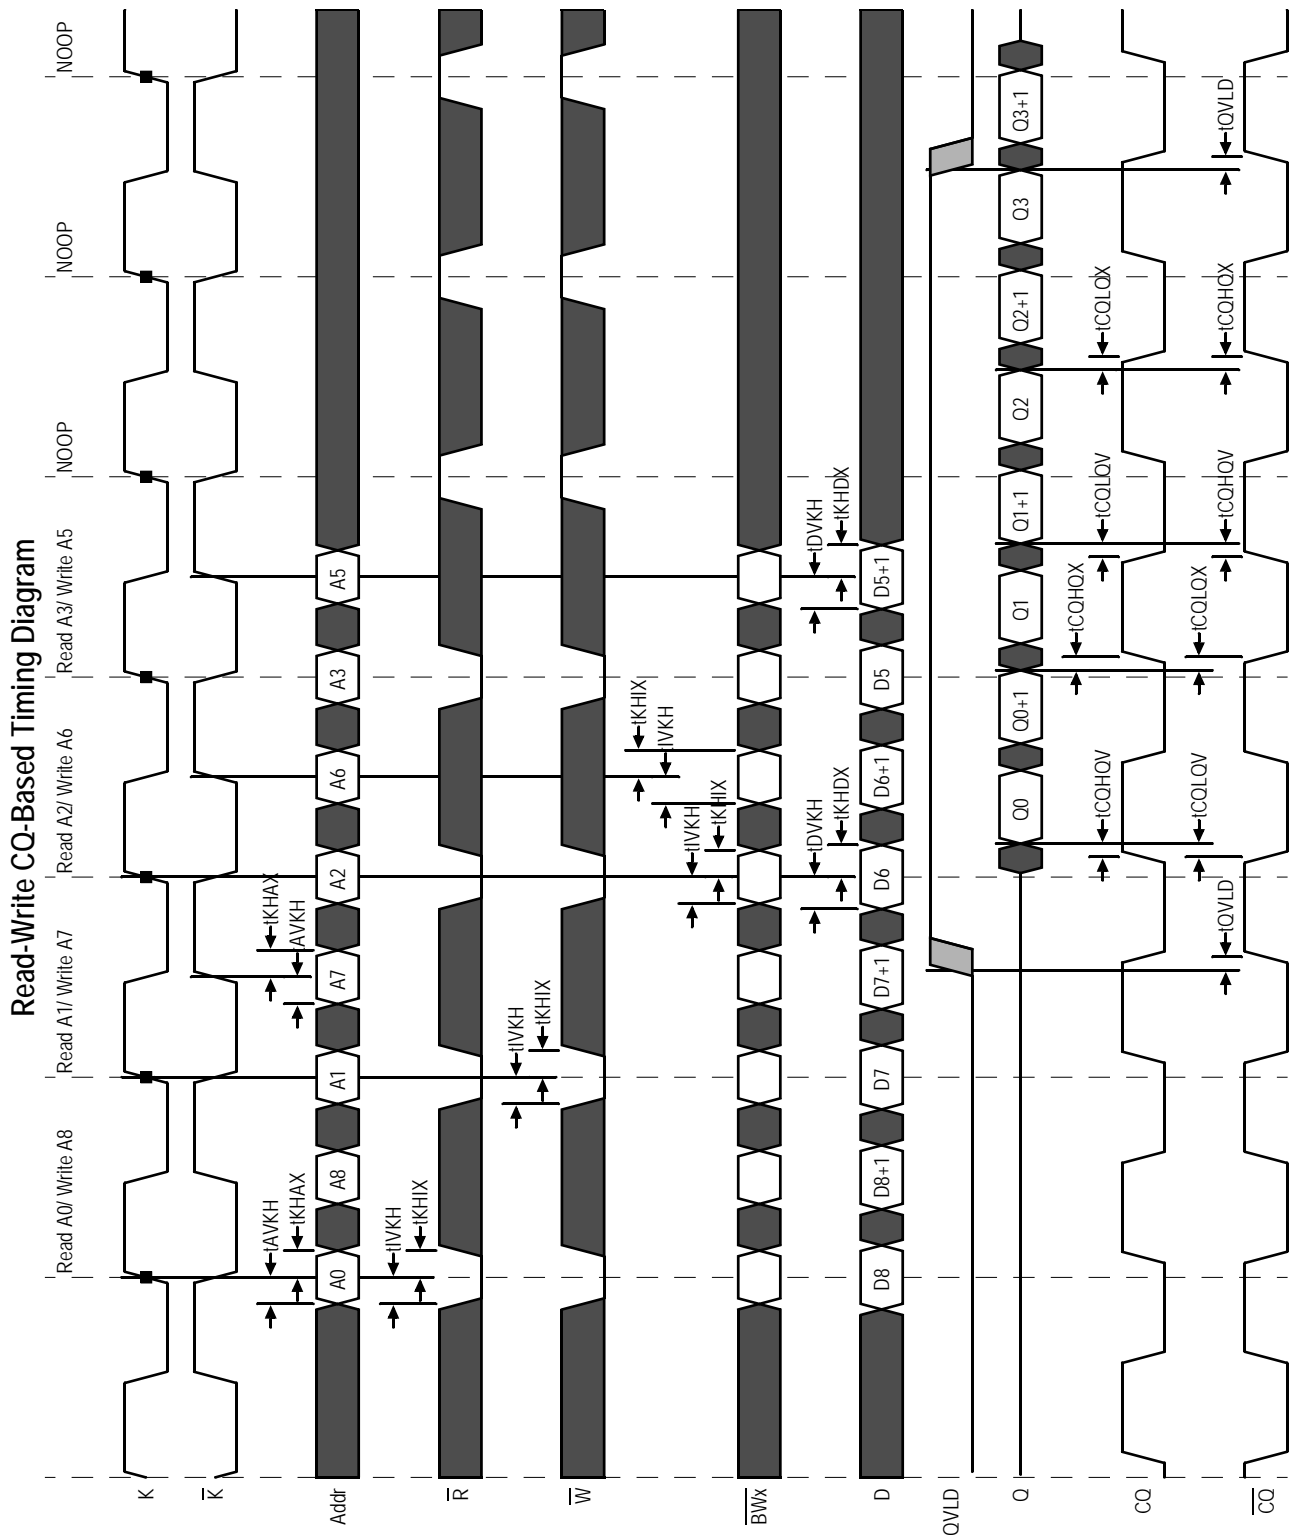 Read-Write CQ-Based Timing Diagram
Read A0/ Write A8 Read A1/ Write A7 Read A2/ Write A6 Read A3/ Write A5 NOOP NOOP NOOP
K
K̅
tAVKH tKHAX
tKHAX tAVKH
Addr A0 A8 A1 A7 A2 A6 A3 A5
tIVKH
tKHIX
R̅
tIVKH
tKHIX
W̅
tKHIX
tIVKH
tIVKH
tKHIX
B̅W̅x̅
tDVKH tDVKH
tKHDX tKHDX
D D8 D8+1 D7 D7+1 D6 D6+1 D5 D5+1
QVLD
Q Q0 Q0+1 Q1 Q1+1 Q2 Q2+1 Q3 Q3+1
tCQHQX
tCQHQV tCQLQV tCQLQX
CQ
tCQLQV tCQLQX
tQVLD tCQHQV tCQHQX tQVLD
C̅Q̅